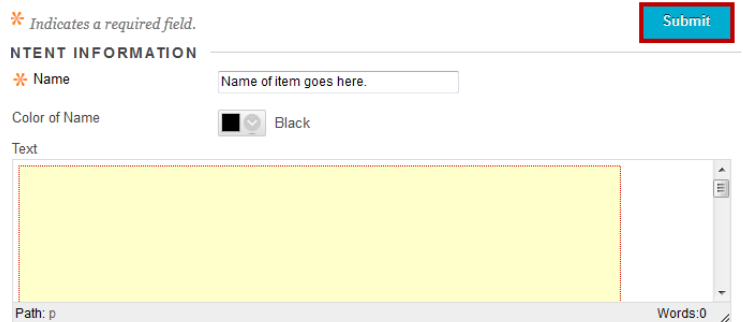 * Indicates a required field.
Submit
NTENT INFORMATION
* Name
Name of item goes here.
Color of Name
Black
Text
Path: p
Words:0